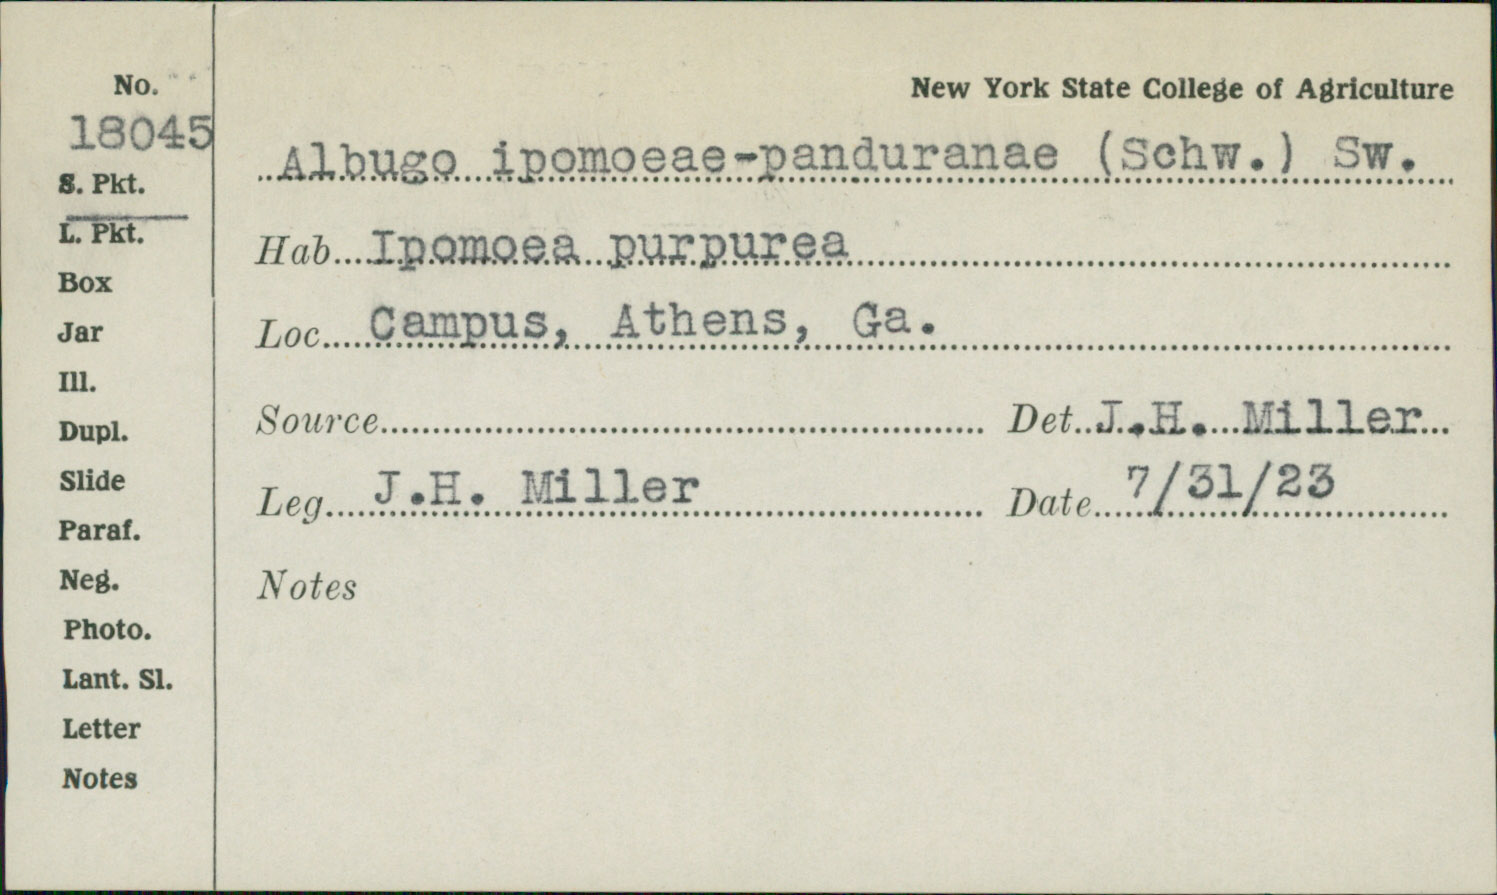 No.
18045
S. Pkt.
L. Pkt.
Box
Jar
Ill.
Dupl.
Slide
Paraf.
Neg.
Photo.
Lant. Sl.
Letter
Notes
New York State College of Agriculture
Albugo ipomoeae-panduranae (Schw.) Sw.
Hab....Ipomoea purpurea
Loc....Campus, Athens, Ga.
Source.... Det..J.H. Miller
Leg....J.H. Miller Date....7/31/23
Notes